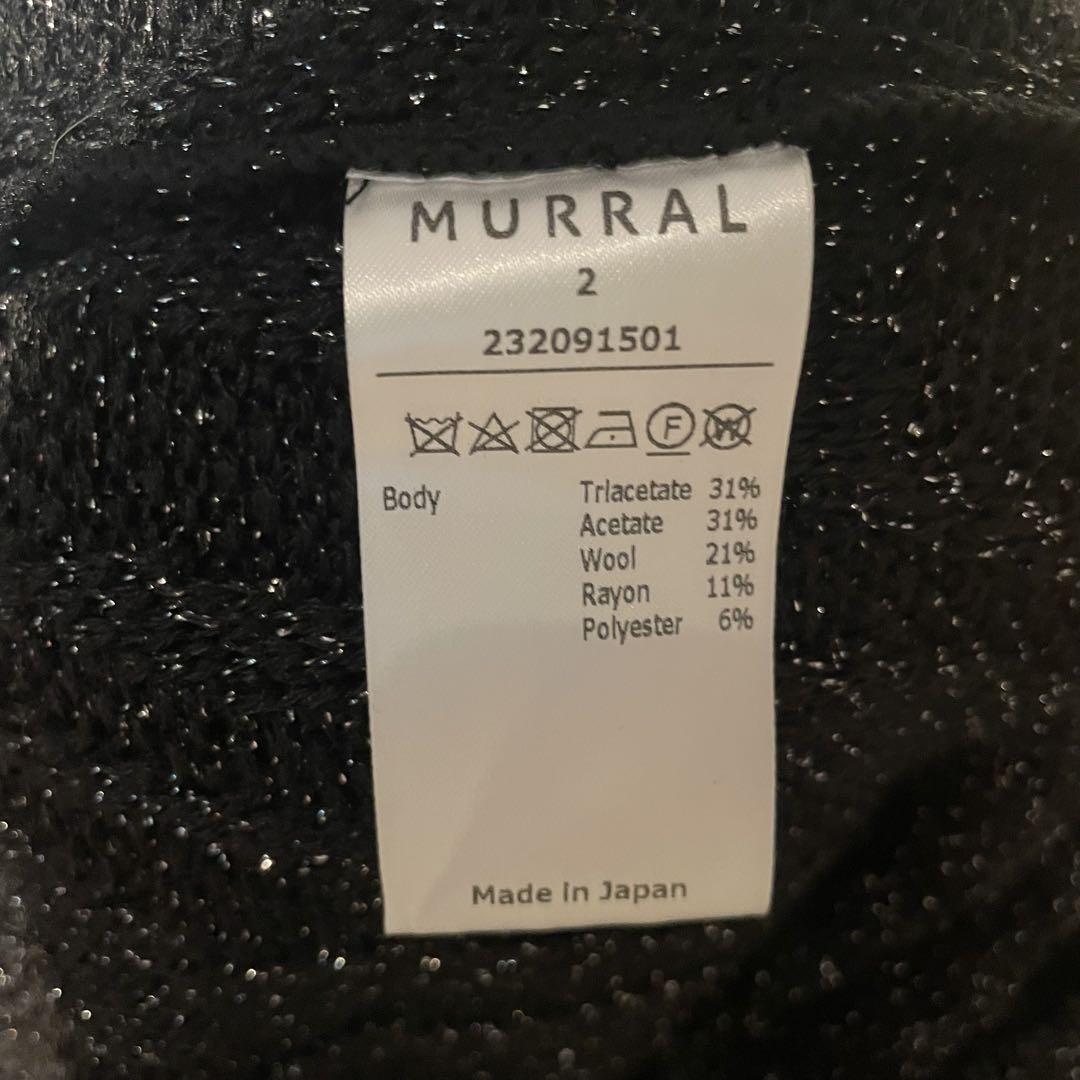 MURRAL
2
232091501
F W
Body Triacetate 31%
Acetate 31%
Wool 21%
Rayon 11%
Polyester 6%
Made in Japan